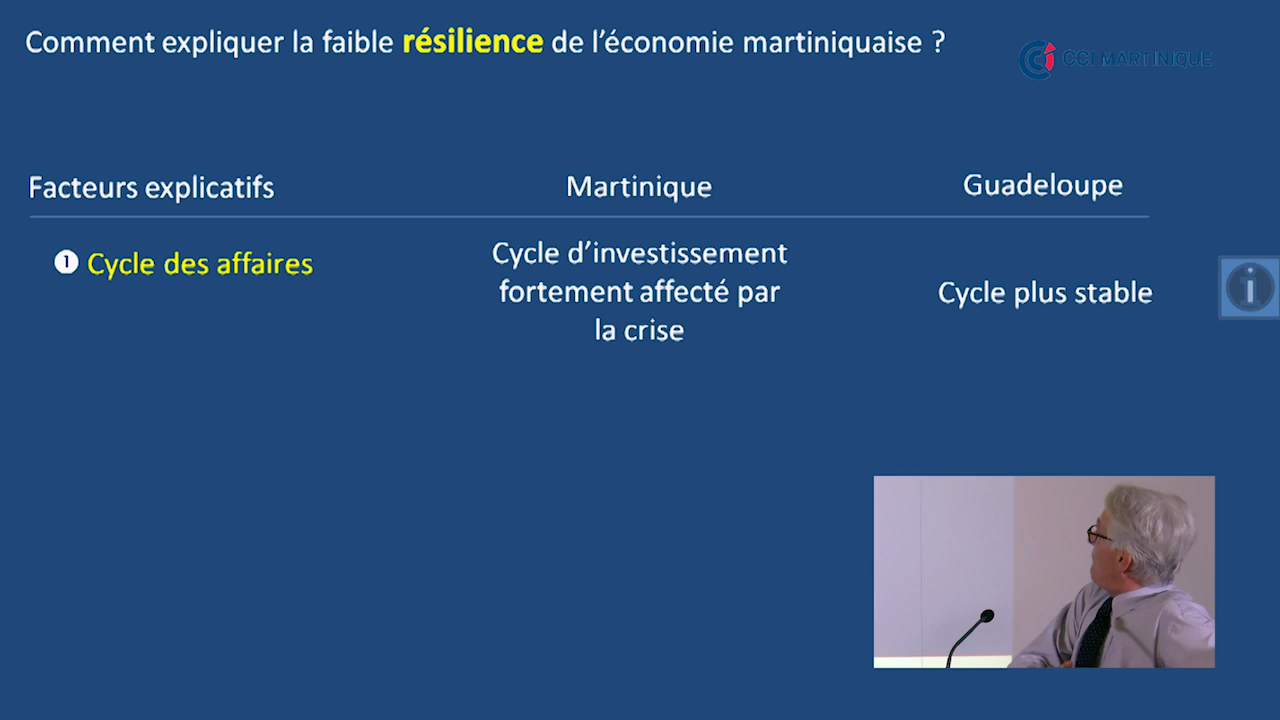 Comment expliquer la faible résilience de l’économie martiniquaise ?
CCI MARTINIQUE
Facteurs explicatifs Martinique Guadeloupe
1 Cycle des affaires
Cycle d’investissement
fortement affecté par
la crise
Cycle plus stable
i